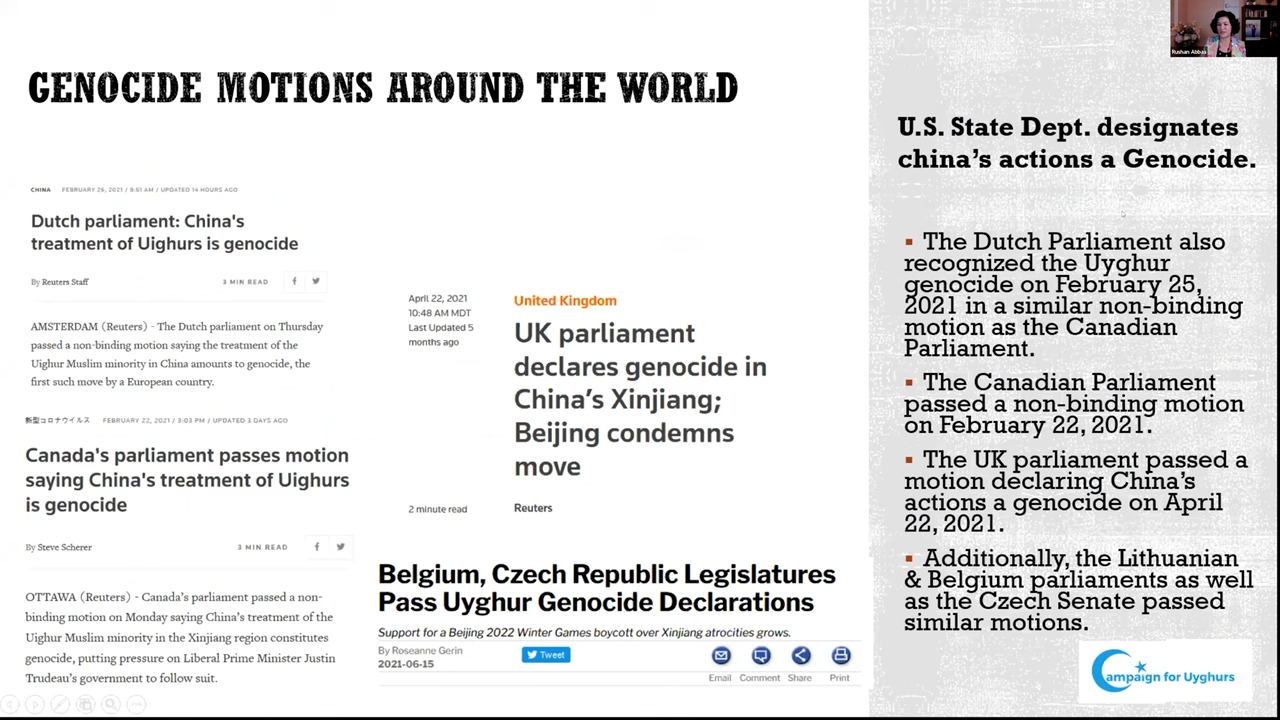 Rushan Abbas
GENOCIDE MOTIONS AROUND THE WORLD
CHINA FEBRUARY 25, 2021 / 8:51 AM / UPDATED 14 HOURS AGO
Dutch parliament: China's
treatment of Uighurs is genocide
By Reuters Staff
3 MIN READ
AMSTERDAM (Reuters) - The Dutch parliament on Thursday
passed a non-binding motion saying the treatment of the
Uighur Muslim minority in China amounts to genocide, the
first such move by a European country.
新型コロナウイルス FEBRUARY 22, 2021 / 3:03 PM / UPDATED 3 DAYS AGO
Canada's parliament passes motion
saying China's treatment of Uighurs
is genocide
By Steve Scherer
3 MIN READ
OTTAWA (Reuters) - Canada's parliament passed a non-
binding motion on Monday saying China's treatment of the
Uighur Muslim minority in the Xinjiang region constitutes
genocide, putting pressure on Liberal Prime Minister Justin
Trudeau's government to follow suit.
April 22, 2021
10:48 AM MDT
Last Updated 5
months ago
United Kingdom
UK parliament
declares genocide in
China's Xinjiang;
Beijing condemns
move
2 minute read
Reuters
Belgium, Czech Republic Legislatures
Pass Uyghur Genocide Declarations
Support for a Beijing 2022 Winter Games boycott over Xinjiang atrocities grows.
By Roseanne Gerin
2021-06-15
Tweet
Email
Comment
Share
Print
U.S. State Dept. designates
china's actions a Genocide.
▪ The Dutch Parliament also
recognized the Uyghur
genocide on February 25,
2021 in a similar non-binding
motion as the Canadian
Parliament.
▪ The Canadian Parliament
passed a non-binding motion
on February 22, 2021.
▪ The UK parliament passed a
motion declaring China's
actions a genocide on April
22, 2021.
▪ Additionally, the Lithuanian
& Belgium parliaments as well
as the Czech Senate passed
similar motions.
Campaign for Uyghurs